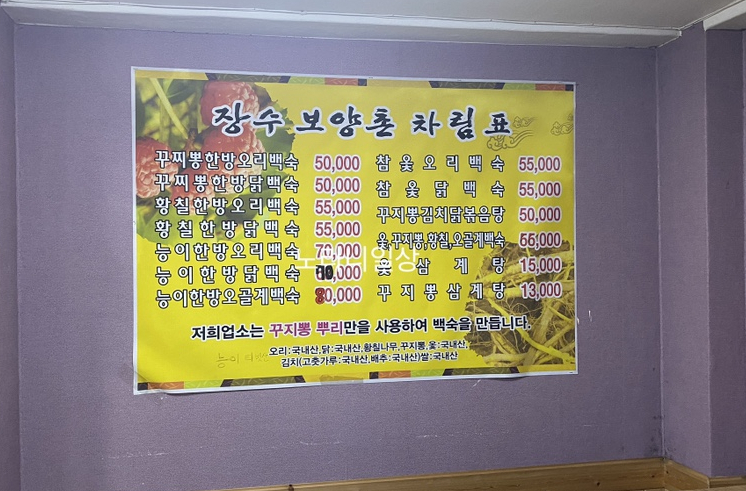 장수 보양촌 차림표
꾸찌뽕한방오리백숙 50,000
꾸찌뽕한방닭백숙 50,000
황칠한방오리백숙 55,000
황칠한방닭백숙 55,000
능이한방오리백숙 70,000
능이한방닭백숙 70,000
능이한방오골계백숙 80,000
참옻오리백숙 55,000
참옻닭백숙 55,000
꾸지뽕김치닭볶음탕 50,000
옻,꾸지뽕,황칠,오골계백숙 55,000
옻삼계탕 15,000
꾸지뽕삼계탕 13,000
저희업소는 꾸지뽕 뿌리만을 사용하여 백숙을 만듭니다.
능이
오리:국내산,닭:국내산,황칠나무,꾸지뽕,옻:국내산,
김치(고춧가루:국내산,배추:국내산)쌀:국내산